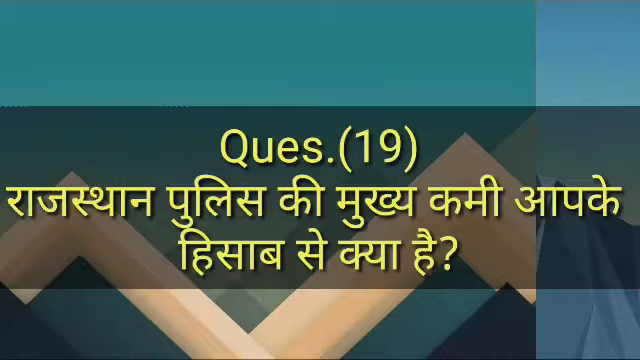 Ques.(19)
राजस्थान पुलिस की मुख्य कमी आपके
हिसाब से क्या है?